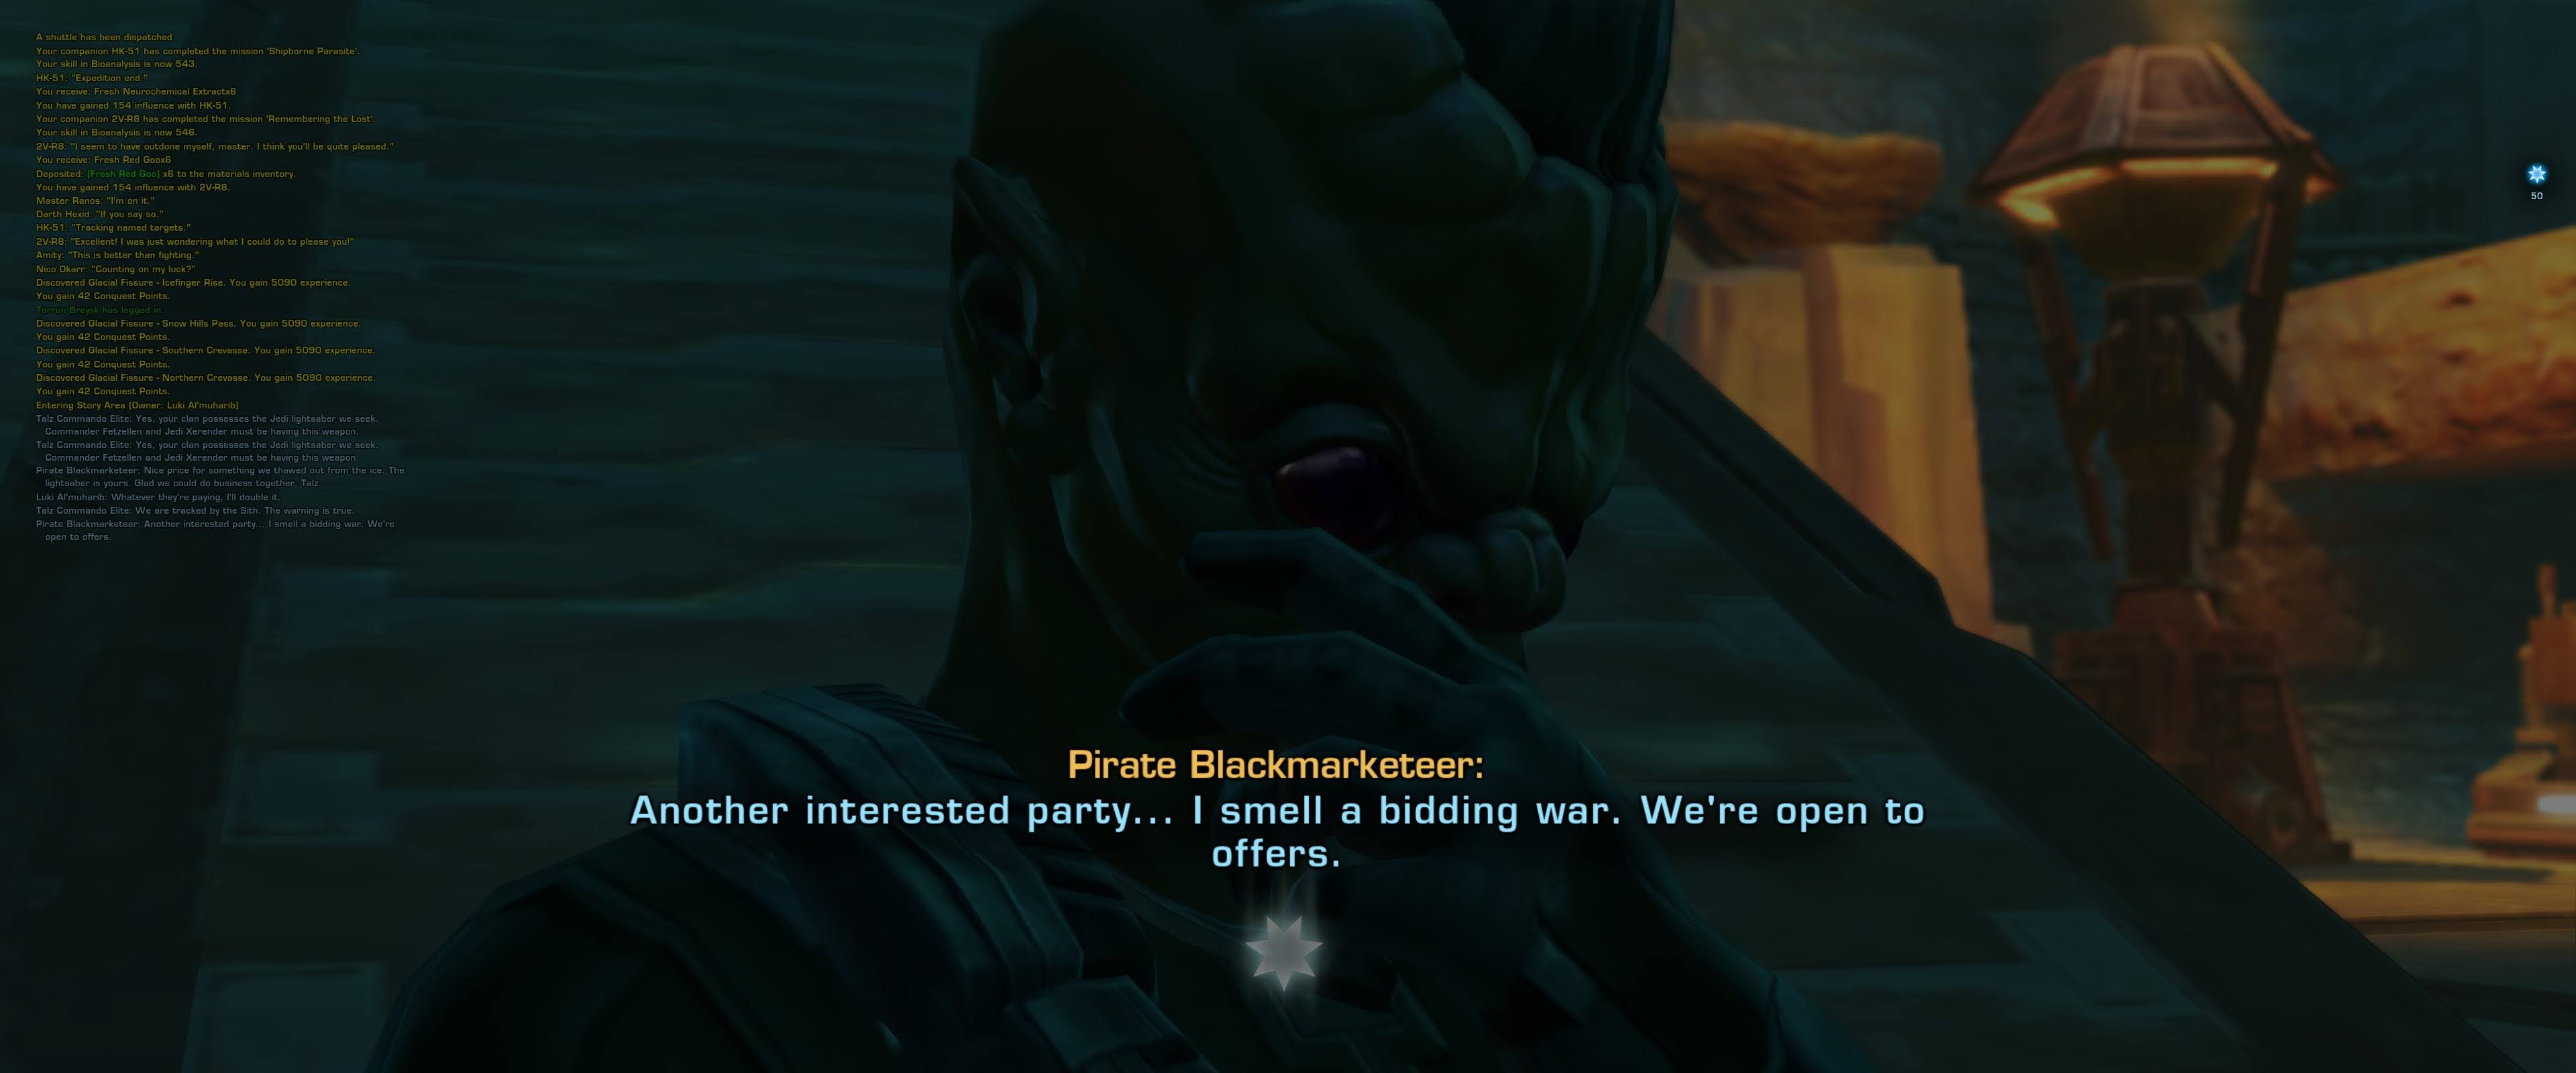 A shuttle has been dispatched
Your companion HK-51 has completed the mission 'Shipborne Parasite'.
Your skill in Bioanalysis is now 543.
HK-51: "Expedition end."
You receive: Fresh Neurochemical Extractx6
You have gained 154 influence with HK-51.
Your companion 2V-R8 has completed the mission 'Remembering the Lost'.
Your skill in Bioanalysis is now 546.
2V-R8: "I seem to have outdone myself, master. I think you'll be quite pleased."
You receive: Fresh Red Goox6
Deposited: [Fresh Red Goo] x6 to the materials inventory.
You have gained 154 influence with 2V-R8.
Master Ranos: "I'm on it."
Darth Hexid: "If you say so."
HK-51: "Tracking named targets."
2V-R8: "Excellent! I was just wondering what I could do to please you!"
Amity: "This is better than fighting."
Nico Okarr: "Counting on my luck?"
Discovered Glacial Fissure - Icefinger Rise. You gain 5090 experience.
You gain 42 Conquest Points.
Torren Breyik has logged in.
Discovered Glacial Fissure - Snow Hills Pass. You gain 5090 experience.
You gain 42 Conquest Points.
Discovered Glacial Fissure - Southern Crevasse. You gain 5090 experience.
You gain 42 Conquest Points.
Discovered Glacial Fissure - Northern Crevasse. You gain 5090 experience.
You gain 42 Conquest Points.
Entering Story Area (Owner: Luki Al'muharib)
Talz Commando Elite: Yes, your clan possesses the Jedi lightsaber we seek.
Commander Fetzellen and Jedi Xerender must be having this weapon.
Talz Commando Elite: Yes, your clan possesses the Jedi lightsaber we seek.
Commander Fetzellen and Jedi Xerender must be having this weapon.
Pirate Blackmarketeer: Nice price for something we thawed out from the ice. The
lightsaber is yours. Glad we could do business together, Talz.
Luki Al'muharib: Whatever they're paying, I'll double it.
Talz Commando Elite: We are tracked by the Sith. The warning is true.
Pirate Blackmarketeer: Another interested party... I smell a bidding war. We're
open to offers.
50
Pirate Blackmarketeer:
Another interested party... I smell a bidding war. We're open to
offers.